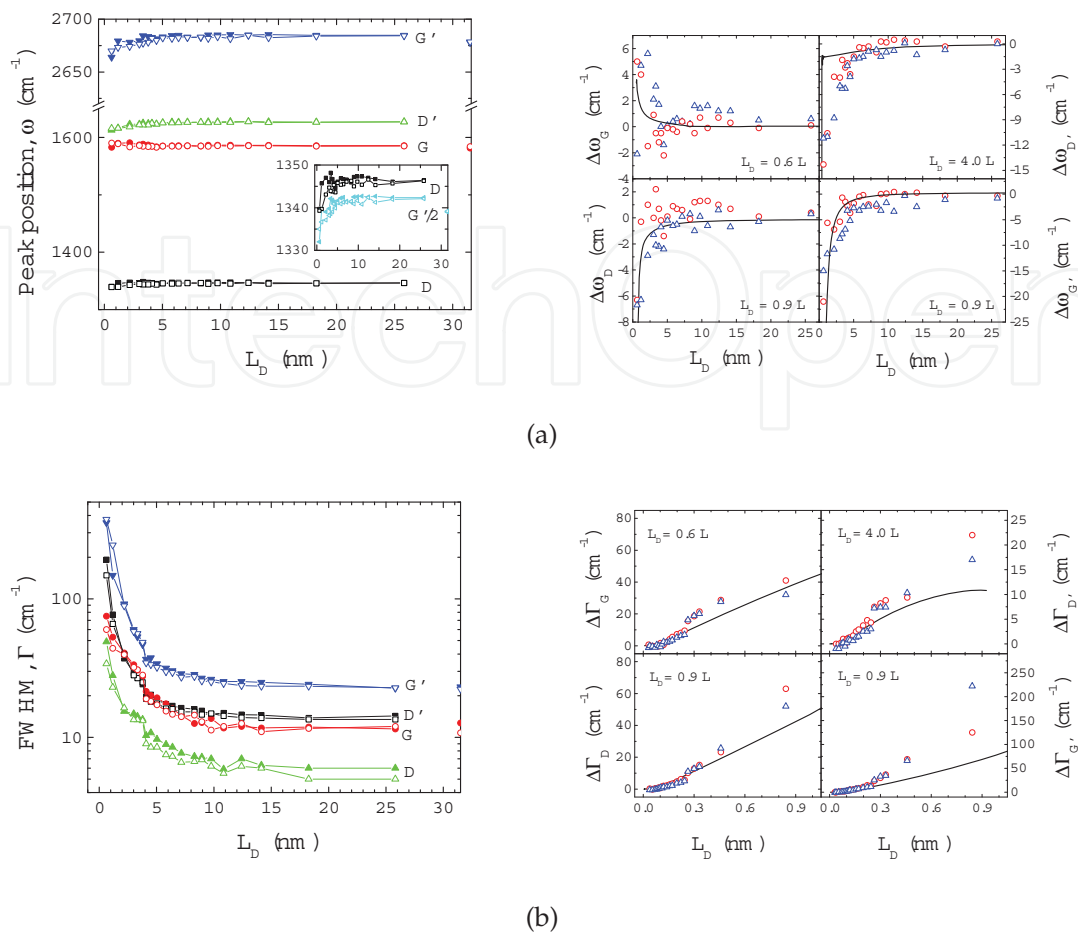 2700
2650
1600
1350
1340
1330
1300
0 5 10 15 20 25 30
0 5 10 15 20 25 30
Peak position, ω (cm⁻¹)
L_D (nm)
G'
D'
G
D
G'/2
D
6
4
2
0
-2
-4
Δω_G (cm⁻¹)
L_D = 0.6 L
0
-3
-6
-9
-12
-15
Δω_D' (cm⁻¹)
L_D = 4.0 L
2
0
-2
-4
-6
-8
Δω_D (cm⁻¹)
L_D = 0.9 L
0
-5
-10
-15
-20
-25
Δω_G' (cm⁻¹)
L_D = 0.9 L
0 5 10 15 20 25
0 5 10 15 20 25
L_D (nm)
L_D (nm)
InTechOpen
(a)
100
10
FWHM, Γ (cm⁻¹)
G'
D'
G
D
0 5 10 15 20 25 30
L_D (nm)
80
60
40
20
0
ΔΓ_G (cm⁻¹)
L_D = 0.6 L
25
20
15
10
5
0
ΔΓ_D' (cm⁻¹)
L_D = 4.0 L
80
60
40
20
0
ΔΓ_D (cm⁻¹)
L_D = 0.9 L
250
200
150
100
50
0
ΔΓ_G' (cm⁻¹)
L_D = 0.9 L
0.0 0.3 0.6 0.9
0.0 0.3 0.6 0.9
L_D (nm)
L_D (nm)
(b)